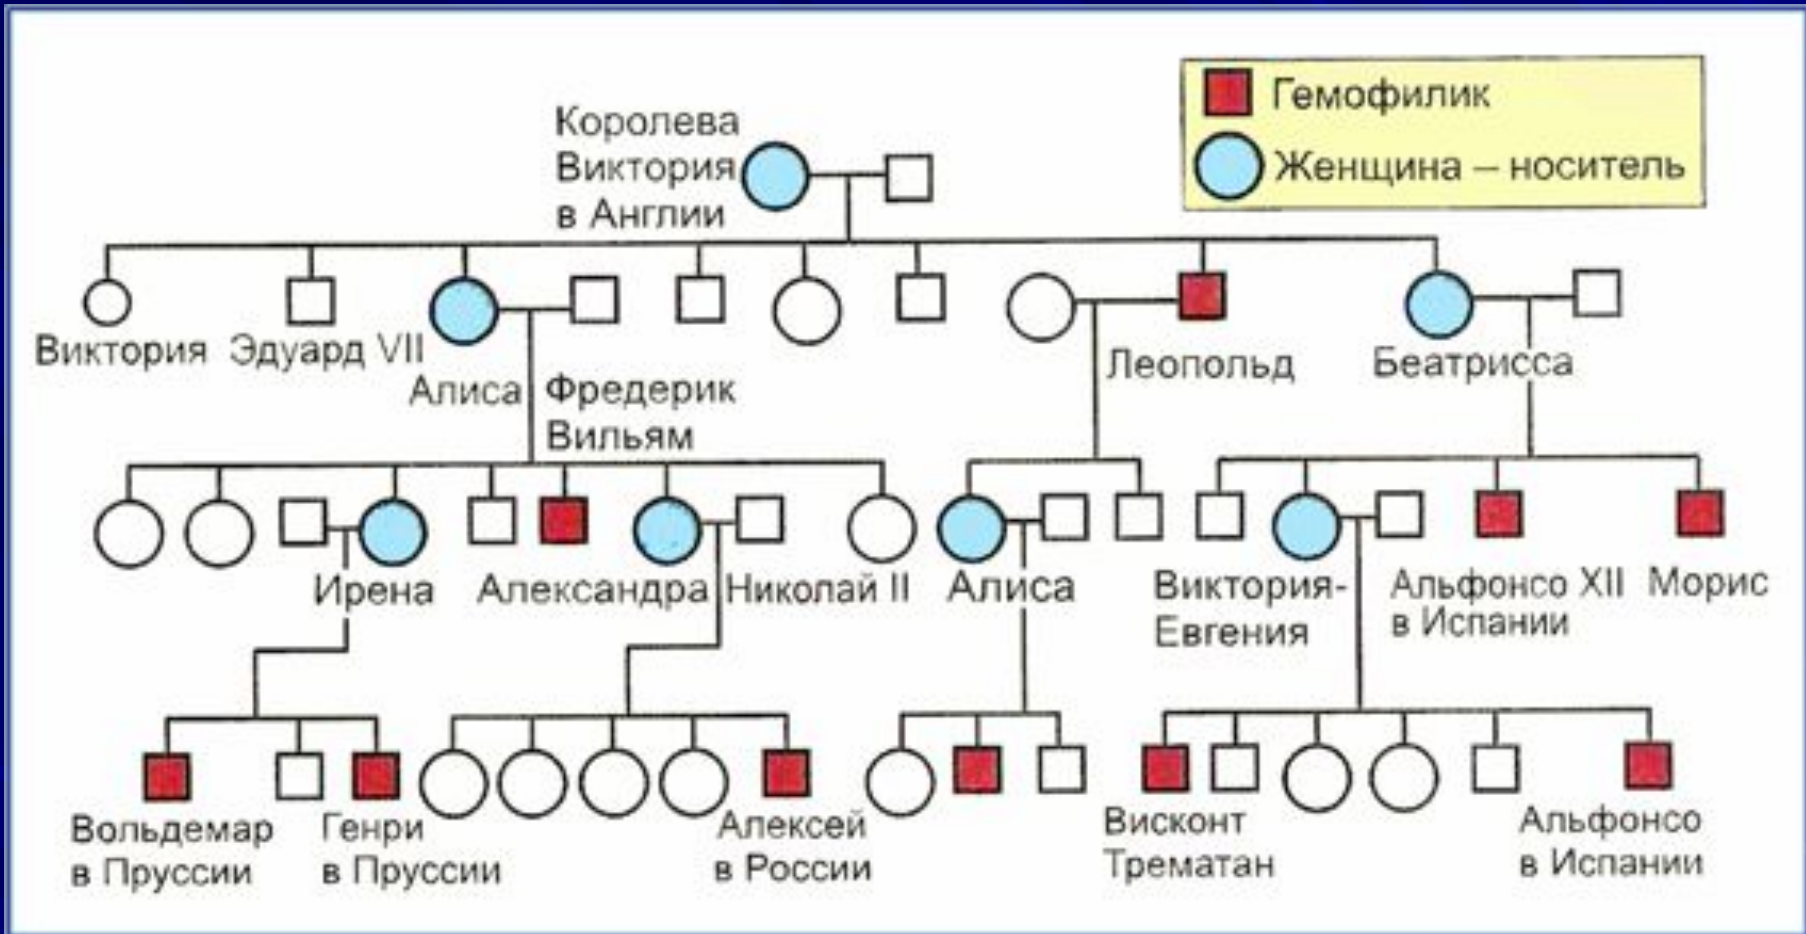 Гемофилик
Женщина – носитель
Королева
Виктория
в Англии
Виктория
Эдуард VII
Алиса
Фредерик
Вильям
Леопольд
Беатрисса
Ирена
Александра
Николай II
Алиса
Виктория-
Евгения
Альфонсо XII
в Испании
Морис
Вольдемар
в Пруссии
Генри
в Пруссии
Алексей
в России
Висконт
Трематан
Альфонсо
в Испании